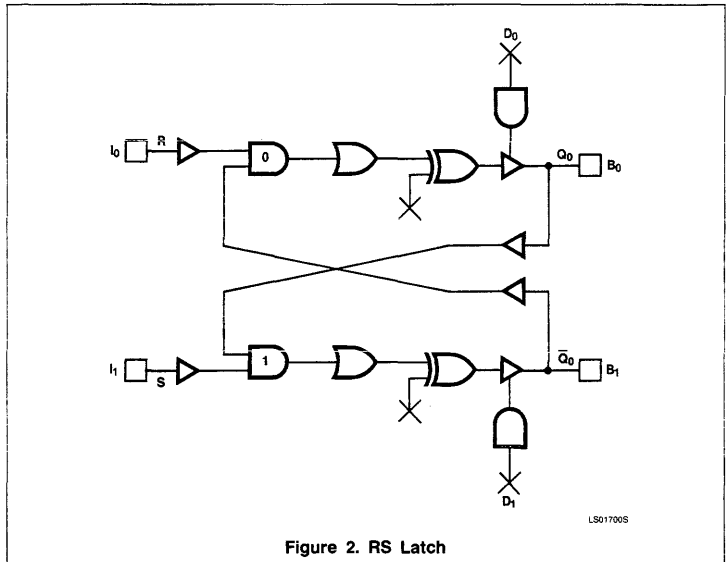 D0
I0
R
0
Q0
B0
I1
S
1
Q̅0
B1
D1
LS01700S
Figure 2. RS Latch